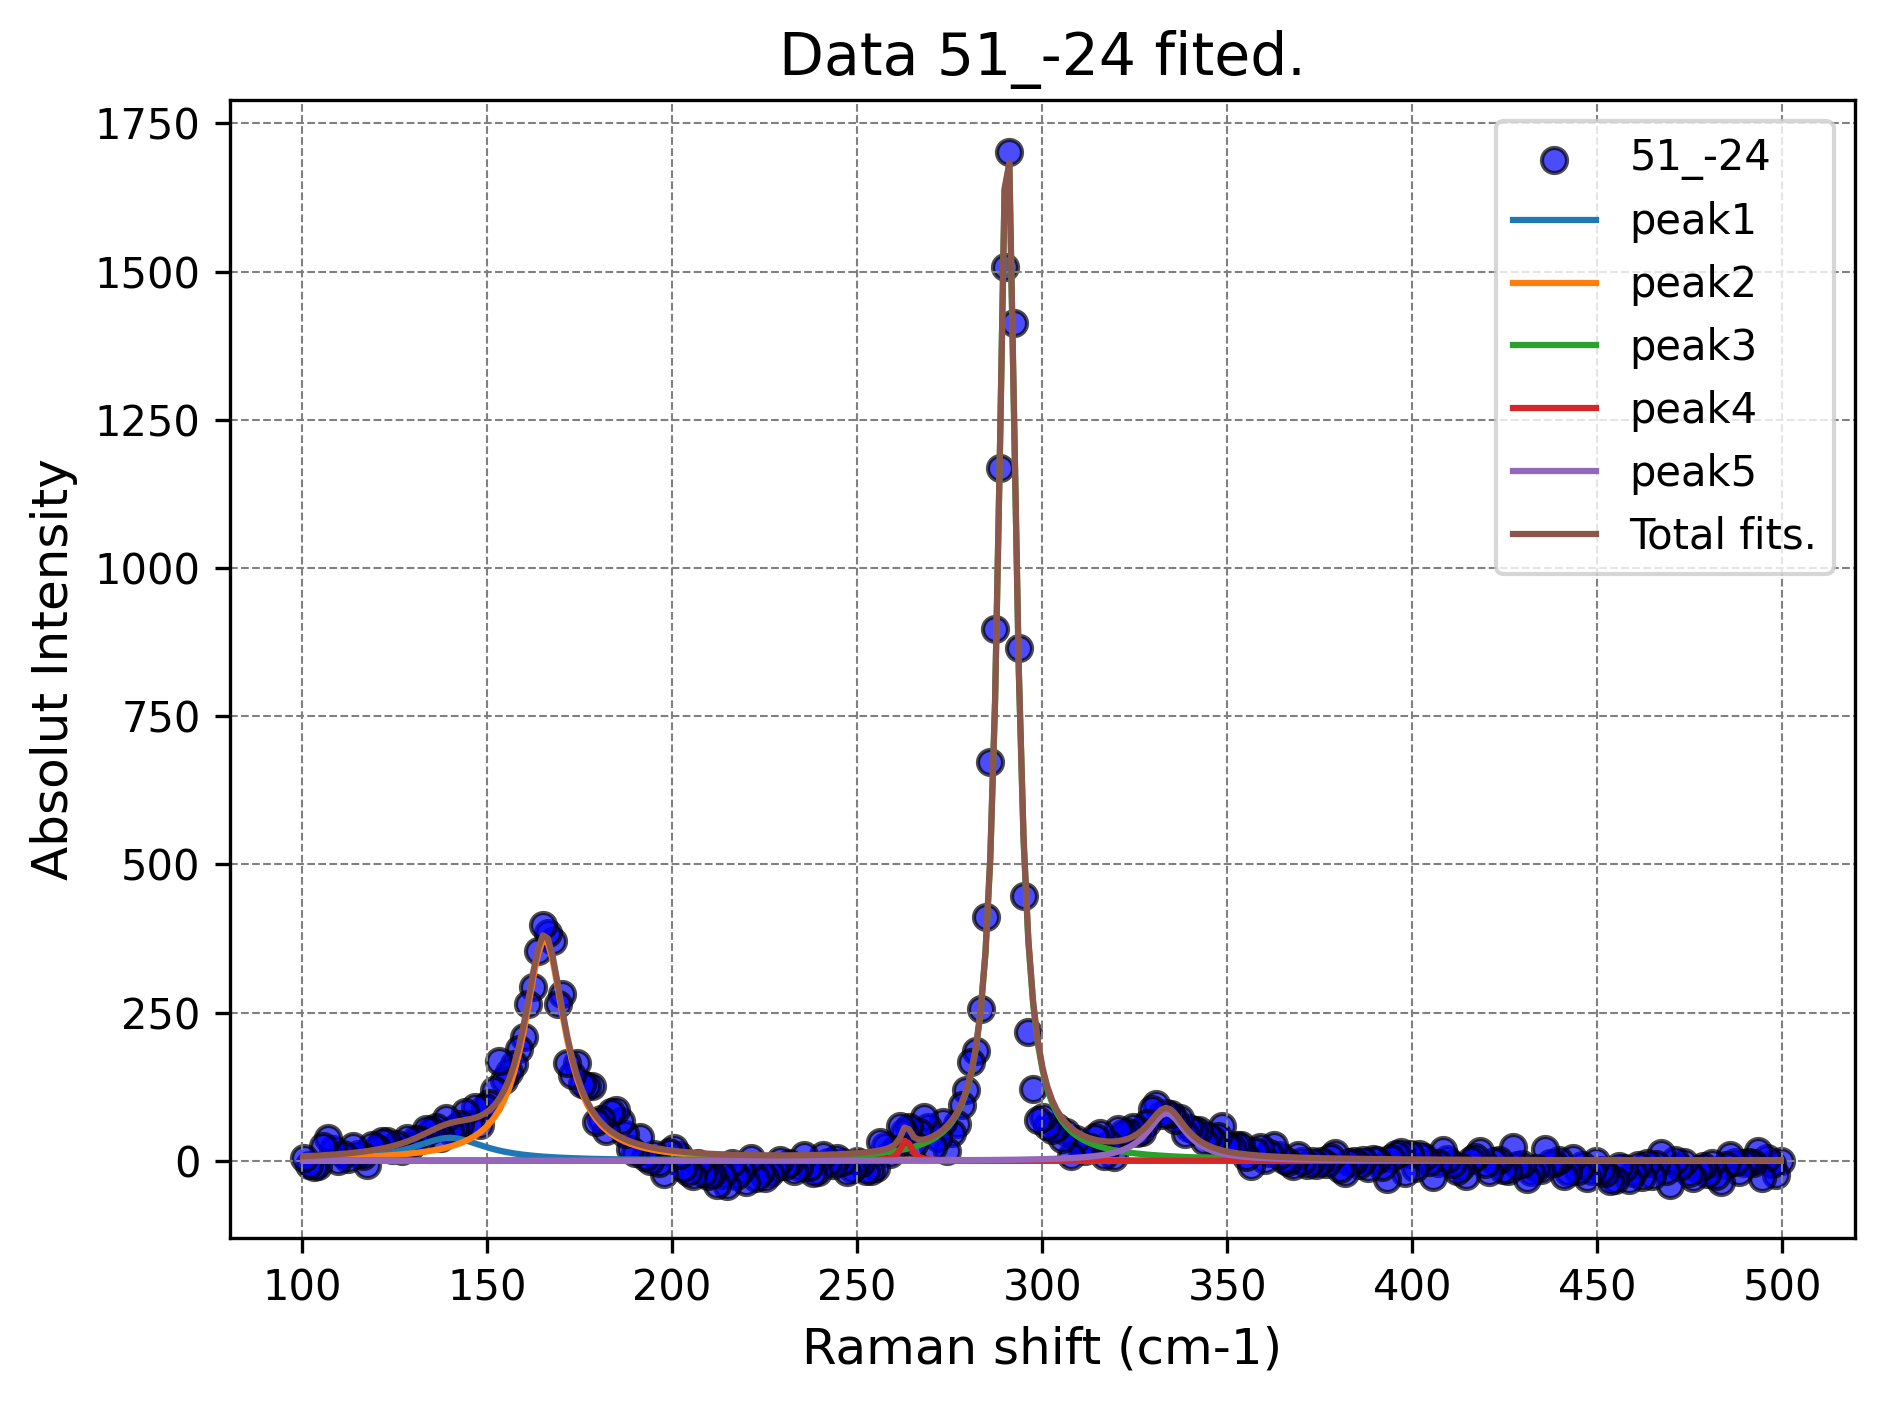 Data 51_-24 fited.
Absolut Intensity
1750
1500
1250
1000
750
500
250
0
51_-24
peak1
peak2
peak3
peak4
peak5
Total fits.
100 150 200 250 300 350 400 450 500
Raman shift (cm-1)